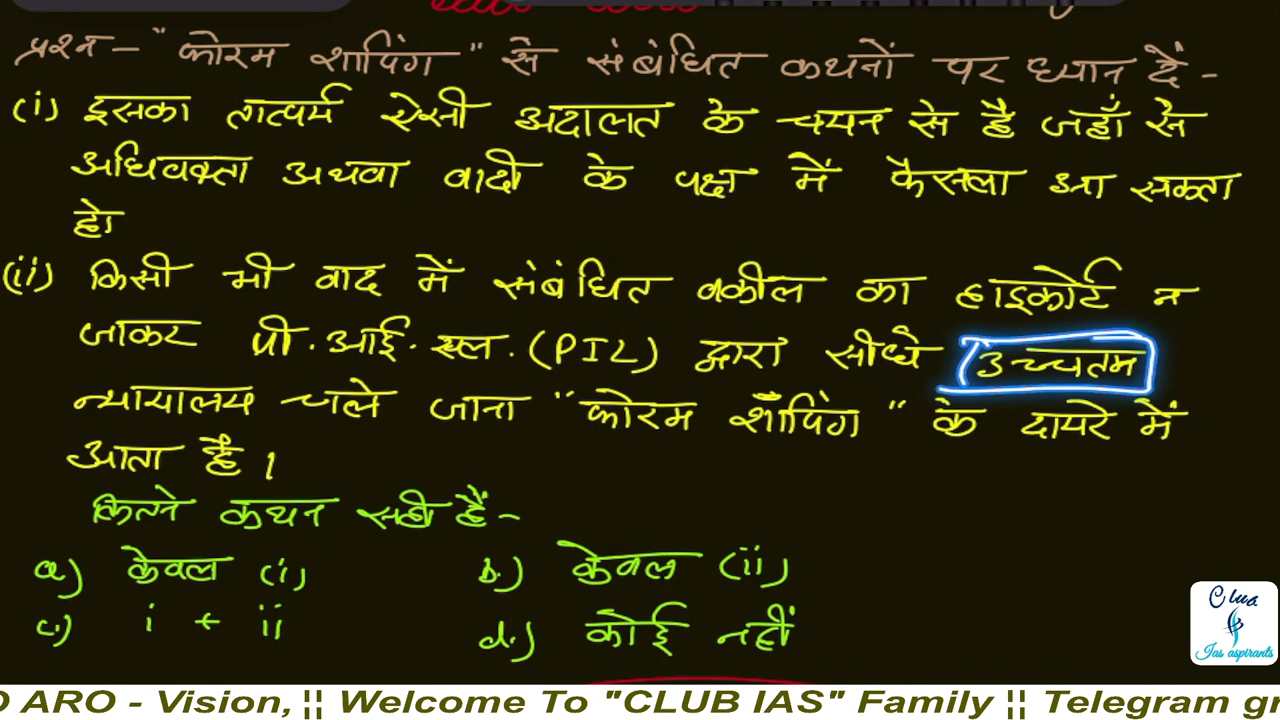 प्रश्न - "फोरम शापिंग" से संबंधित कथनों पर ध्यान दें -
(i) इसका तात्पर्य ऐसी अदालत के चयन से है जहाँ से
अधिवक्ता अथवा वादी के पक्ष में फैसला आ सकता
है।
(ii) किसी भी वाद में संबंधित वकील का हाइकोर्ट न
जाकर पी.आई.एल. (PIL) द्वारा सीधे उच्चतम
न्यायालय चले जाना "फोरम शॉपिंग" के दायरे में
आता है।
कितने कथन सही हैं -
a) केवल (i)
b.) केवल (ii)
c.) i + ii
d.) कोई नहीं
Club
Ias aspirants
O ARO - Vision, || Welcome To "CLUB IAS" Family || Telegram g